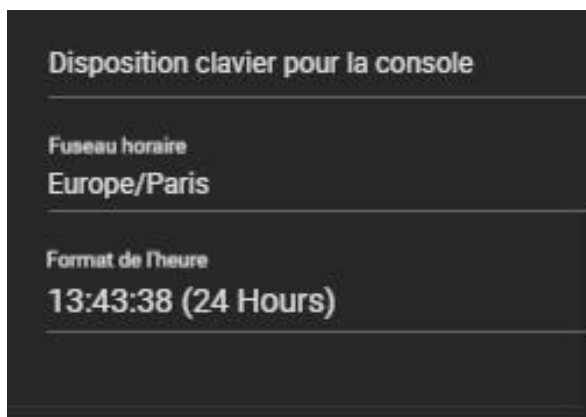 Disposition clavier pour la console
Fuseau horaire
Europe/Paris
Format de l'heure
13:43:38 (24 Hours)